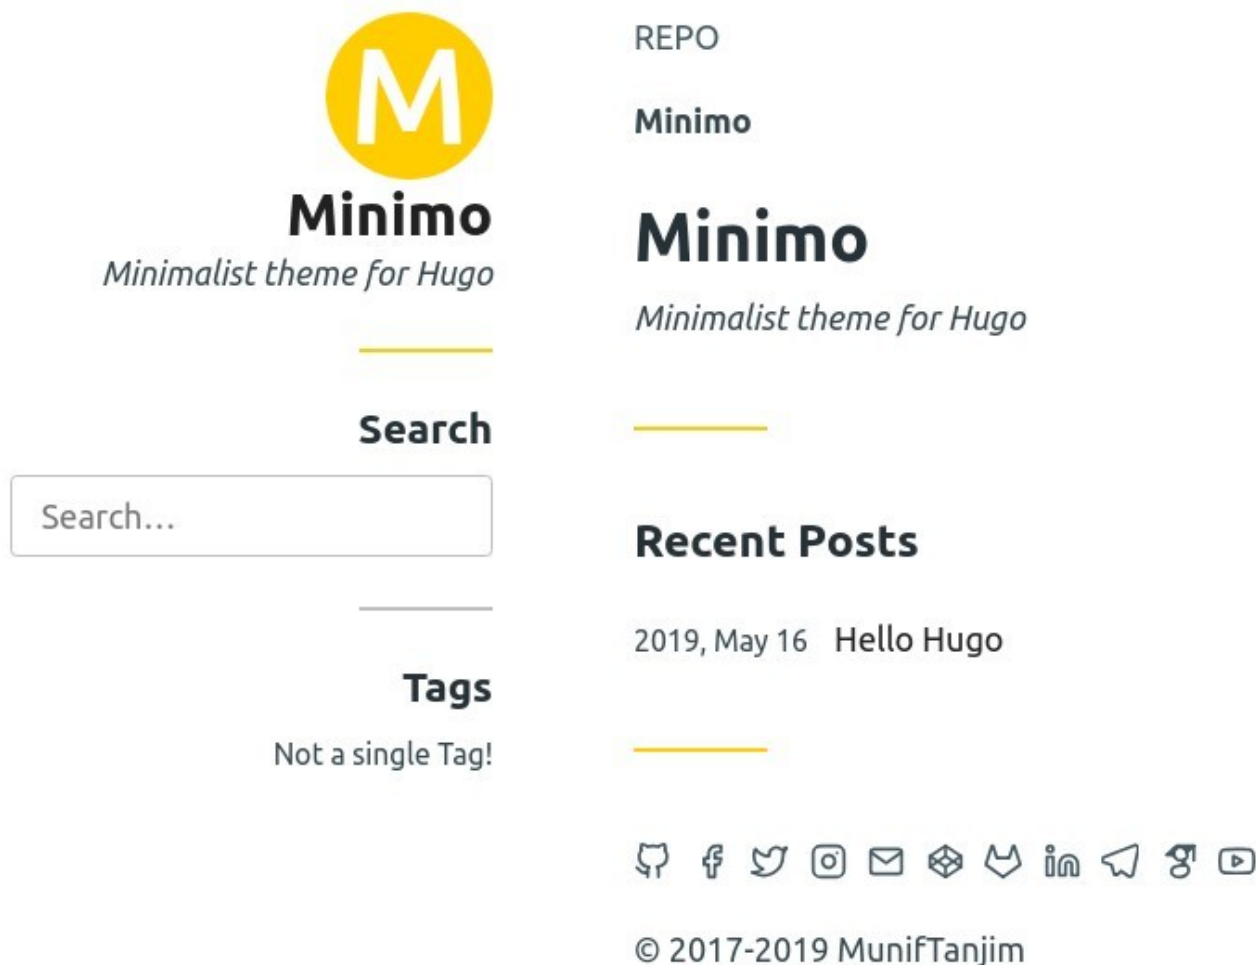 M
Minimo
Minimalist theme for Hugo
Search
Search…
Tags
Not a single Tag!
REPO
Minimo
Minimo
Minimalist theme for Hugo
Recent Posts
2019, May 16 Hello Hugo
© 2017-2019 MunifTanjim